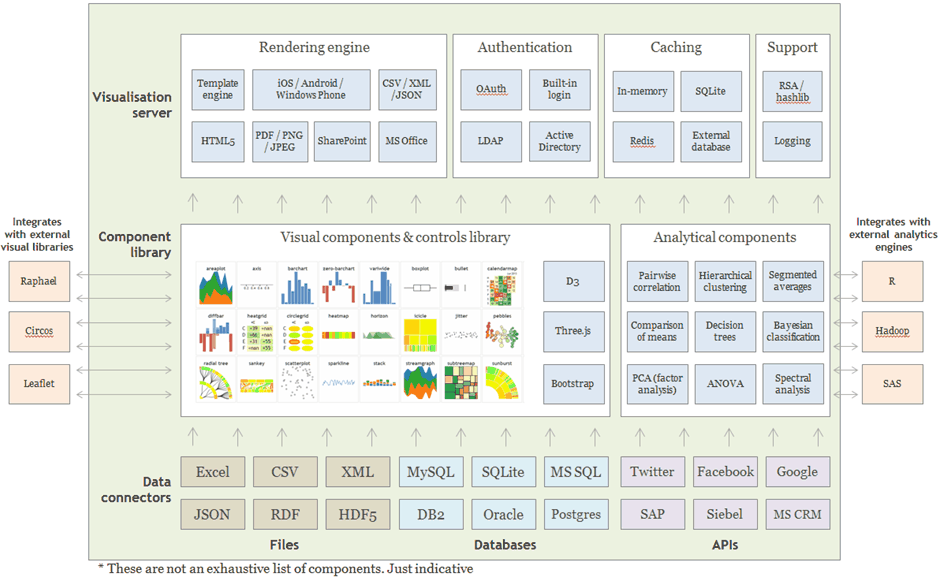 Visualisation
server
Rendering engine
Template
engine
iOS / Android /
Windows Phone
CSV / XML
/JSON
HTML5
PDF / PNG
/ JPEG
SharePoint
MS Office
Authentication
OAuth
Built-in
login
LDAP
Active
Directory
Caching
In-memory
SQLite
Redis
External
database
Support
RSA /
hashlib
Logging
Integrates
with external
visual libraries
Raphael
Circos
Leaflet
Component
library
Visual components & controls library
areaplot axis barchart zero-barchart variwide boxplot bullet calendarmap
diffbar heatgrid circlegrid heatmap horizon icicle jitter pebbles
radial tree sankey scatterplot sparkline stack streamgraph subtreemap sunburst
D3
Three.js
Bootstrap
Analytical components
Pairwise
correlation
Hierarchical
clustering
Segmented
averages
Comparison
of means
Decision
trees
Bayesian
classification
PCA (factor
analysis)
ANOVA
Spectral
analysis
Integrates with
external analytics
engines
R
Hadoop
SAS
Data
connectors
Excel CSV XML MySQL SQLite MS SQL Twitter Facebook Google
JSON RDF HDF5 DB2 Oracle Postgres SAP Siebel MS CRM
Files Databases APIs
* These are not an exhaustive list of components. Just indicative